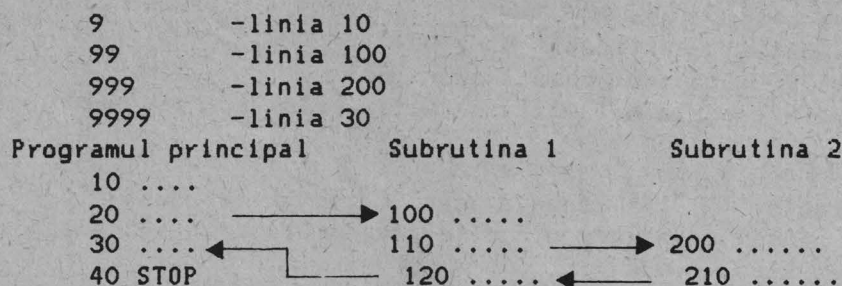 9 -linia 10
99 -linia 100
999 -linia 200
9999 -linia 30
Programul principal Subrutina 1 Subrutina 2
10 ....
20 .... 100 .....
30 .... 110 ..... 200 ......
40 STOP 120 ..... 210 ......